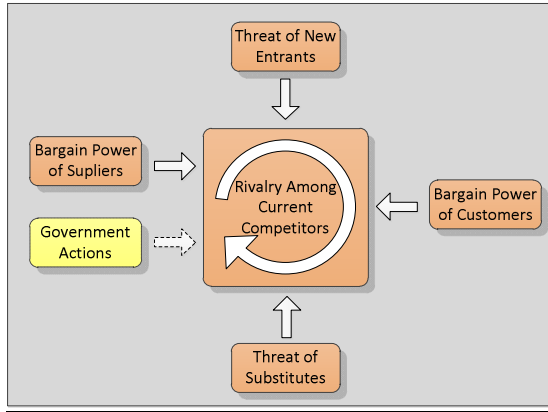 Threat of New
Entrants
Bargain Power
of Supliers
Rivalry Among
Current
Competitors
Bargain Power
of Customers
Government
Actions
Threat of
Substitutes